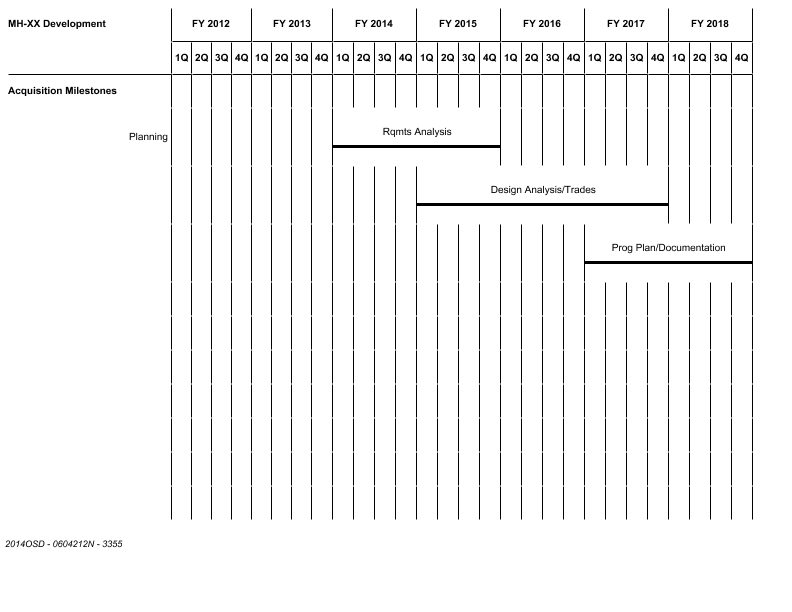 MH-XX Development FY 2012 FY 2013 FY 2014 FY 2015 FY 2016 FY 2017 FY 2018
1Q 2Q 3Q 4Q 1Q 2Q 3Q 4Q 1Q 2Q 3Q 4Q 1Q 2Q 3Q 4Q 1Q 2Q 3Q 4Q 1Q 2Q 3Q 4Q 1Q 2Q 3Q 4Q
Acquisition Milestones
Rqmts Analysis
Planning
Design Analysis/Trades
Prog Plan/Documentation
2014OSD - 0604212N - 3355